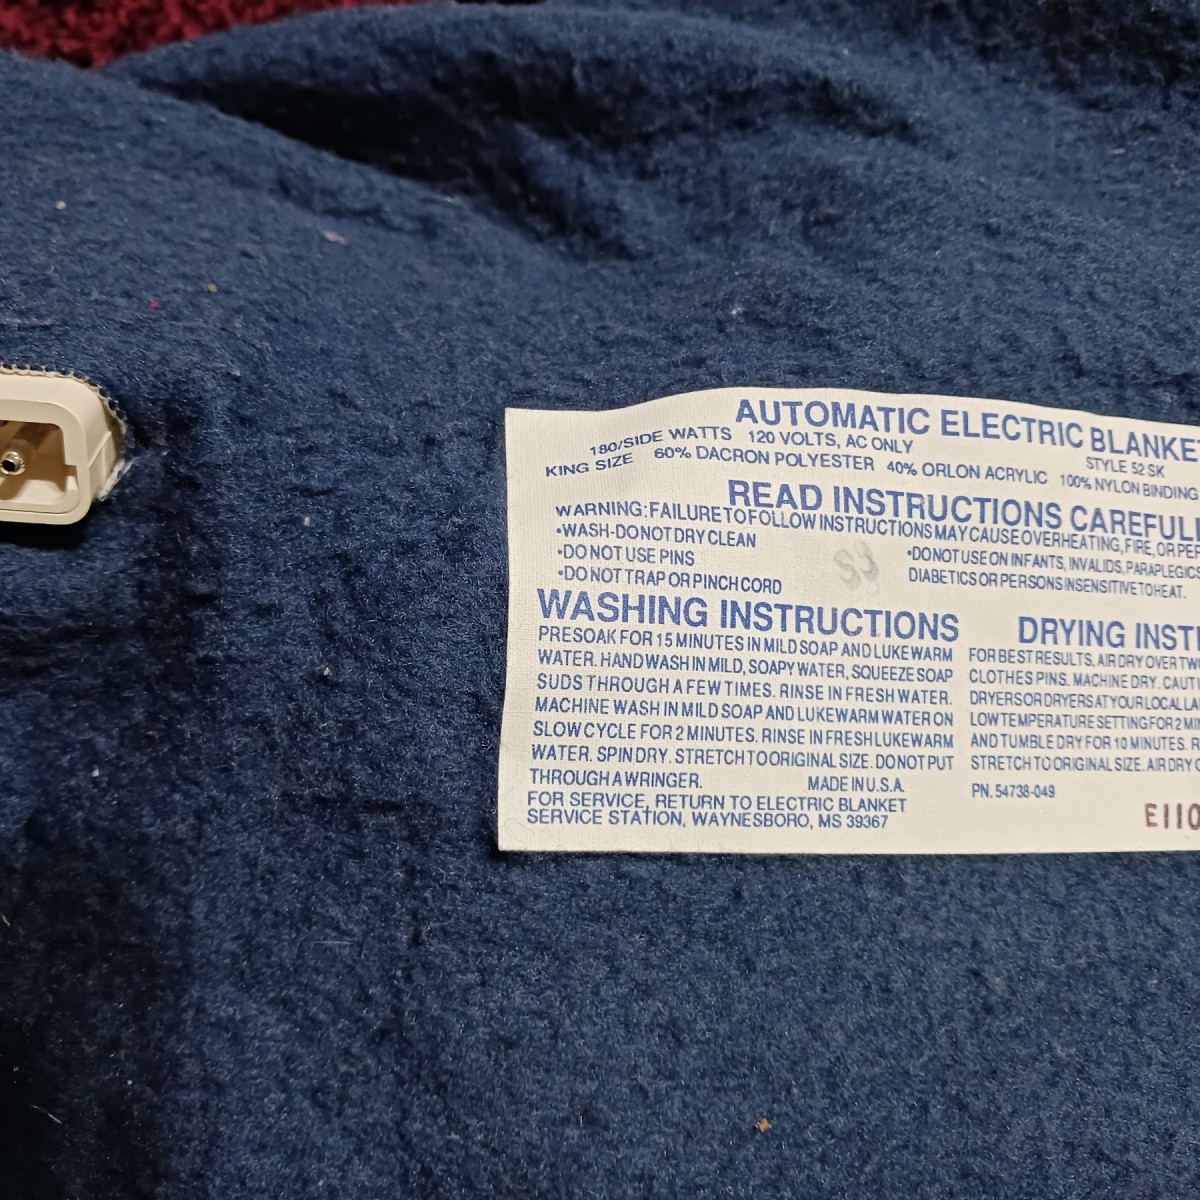 AUTOMATIC ELECTRIC BLANKE
180/SIDE WATTS 120 VOLTS, AC ONLY STYLE 52 SK
KING SIZE 60% DACRON POLYESTER 40% ORLON ACRYLIC 100% NYLON BINDING
READ INSTRUCTIONS CAREFULL
WARNING: FAILURE TO FOLLOW INSTRUCTIONS MAY CAUSE OVERHEATING, FIRE, OR PER
•WASH-DO NOT DRY CLEAN
•DO NOT USE PINS
•DO NOT TRAP OR PINCH CORD
•DO NOT USE ON INFANTS, INVALIDS, PARAPLEGICS
DIABETICS OR PERSONS INSENSITIVE TO HEAT.
WASHING INSTRUCTIONS
PRESOAK FOR 15 MINUTES IN MILD SOAP AND LUKEWARM
WATER. HAND WASH IN MILD, SOAPY WATER, SQUEEZE SOAP
SUDS THROUGH A FEW TIMES. RINSE IN FRESH WATER.
MACHINE WASH IN MILD SOAP AND LUKEWARM WATER ON
SLOW CYCLE FOR 2 MINUTES. RINSE IN FRESH LUKEWARM
WATER. SPIN DRY. STRETCH TO ORIGINAL SIZE. DO NOT PUT
THROUGH A WRINGER. MADE IN U.S.A.
FOR SERVICE, RETURN TO ELECTRIC BLANKET
SERVICE STATION, WAYNESBORO, MS 39367
DRYING INST
FOR BEST RESULTS, AIR DRY OVER TW
CLOTHES PINS. MACHINE DRY. CAUTI
DRYERS OR DRYERS AT YOUR LOCAL LA
LOW TEMPERATURE SETTING FOR 2 MI
AND TUMBLE DRY FOR 10 MINUTES. R
STRETCH TO ORIGINAL SIZE. AIR DRY
PN. 54738-049
E110